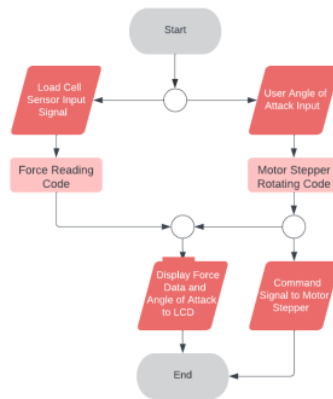 Start
Load Cell
Sensor Input
Signal
User Angle of
Attack Input
Force Reading
Code
Motor Stepper
Rotating Code
Display Force
Data and
Angle of Attack
to LCD
Command
Signal to Motor
Stepper
End